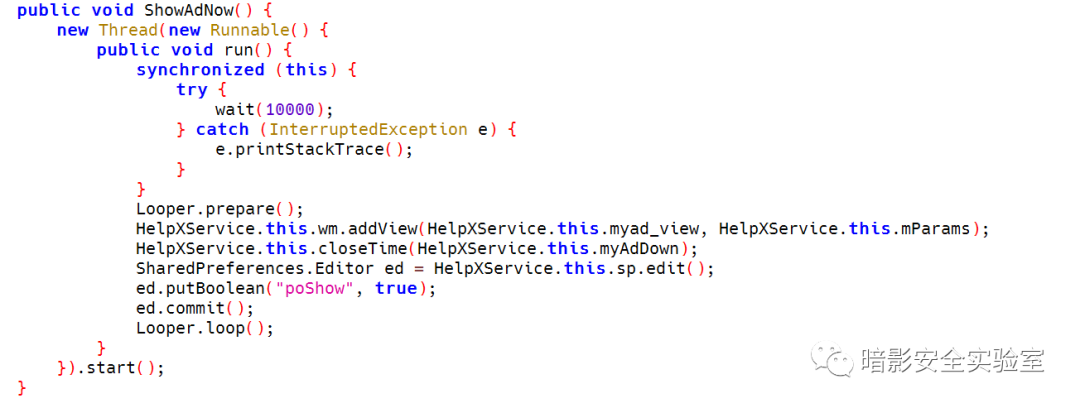 public void ShowAdNow() {
    new Thread(new Runnable() {
        public void run() {
            synchronized (this) {
                try {
                    wait(10000);
                } catch (InterruptedException e) {
                    e.printStackTrace();
                }
            }
            Looper.prepare();
            HelpXService.this.wm.addView(HelpXService.this.myad_view, HelpXService.this.mParams);
            HelpXService.this.closeTime(HelpXService.this.myAdDown);
            SharedPreferences.Editor ed = HelpXService.this.sp.edit();
            ed.putBoolean("poShow", true);
            ed.commit();
            Looper.loop();
        }
    }).start();
}
暗影安全实验室